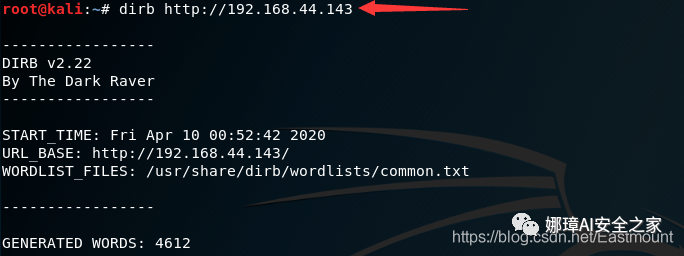 root@kali:~# dirb http://192.168.44.143
-----------------
DIRB v2.22
By The Dark Raver
-----------------
START_TIME: Fri Apr 10 00:52:42 2020
URL_BASE: http://192.168.44.143/
WORDLIST_FILES: /usr/share/dirb/wordlists/common.txt
-----------------
GENERATED WORDS: 4612
娜璋AI安全之家
https://blog.csdn.net/Eastmount